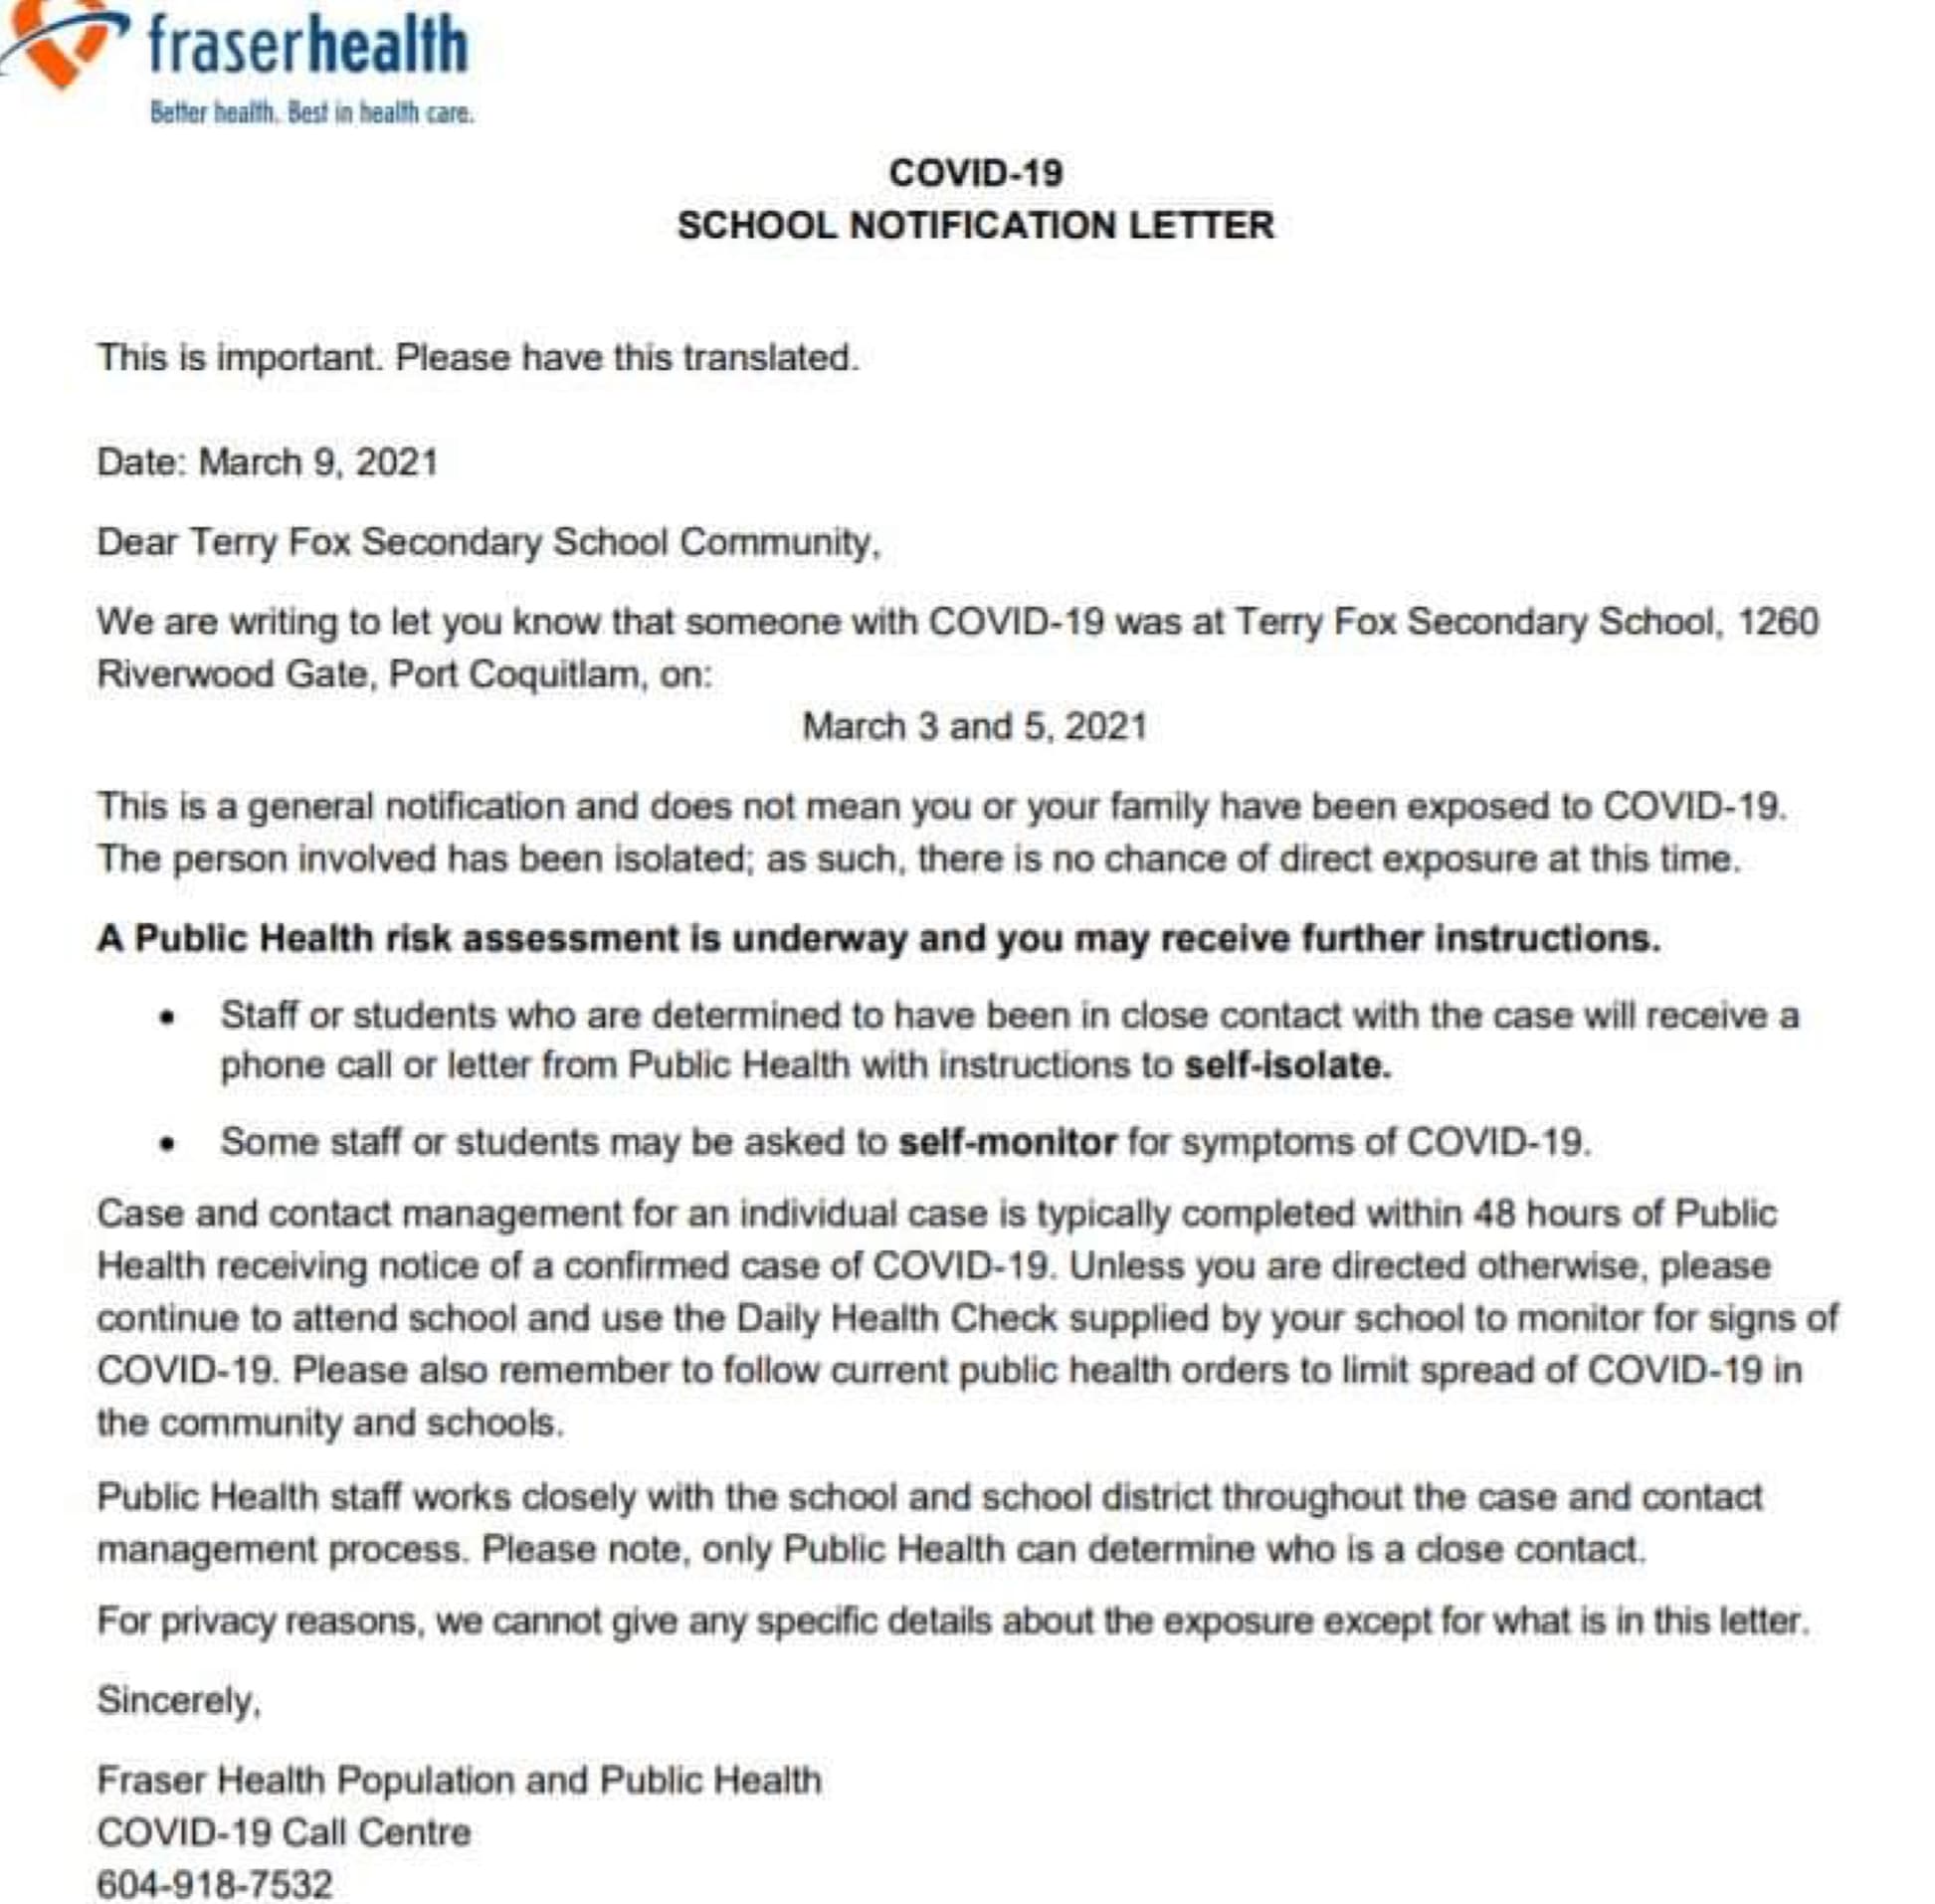 fraserhealth
Better health. Best in health care.
COVID-19
SCHOOL NOTIFICATION LETTER
This is important. Please have this translated.
Date: March 9, 2021
Dear Terry Fox Secondary School Community,
We are writing to let you know that someone with COVID-19 was at Terry Fox Secondary School, 1260
Riverwood Gate, Port Coquitlam, on:
March 3 and 5, 2021
This is a general notification and does not mean you or your family have been exposed to COVID-19.
The person involved has been isolated; as such, there is no chance of direct exposure at this time.
A Public Health risk assessment is underway and you may receive further instructions.
• Staff or students who are determined to have been in close contact with the case will receive a
phone call or letter from Public Health with instructions to self-isolate.
• Some staff or students may be asked to self-monitor for symptoms of COVID-19.
Case and contact management for an individual case is typically completed within 48 hours of Public
Health receiving notice of a confirmed case of COVID-19. Unless you are directed otherwise, please
continue to attend school and use the Daily Health Check supplied by your school to monitor for signs of
COVID-19. Please also remember to follow current public health orders to limit spread of COVID-19 in
the community and schools.
Public Health staff works closely with the school and school district throughout the case and contact
management process. Please note, only Public Health can determine who is a close contact.
For privacy reasons, we cannot give any specific details about the exposure except for what is in this letter.
Sincerely,
Fraser Health Population and Public Health
COVID-19 Call Centre
604-918-7532